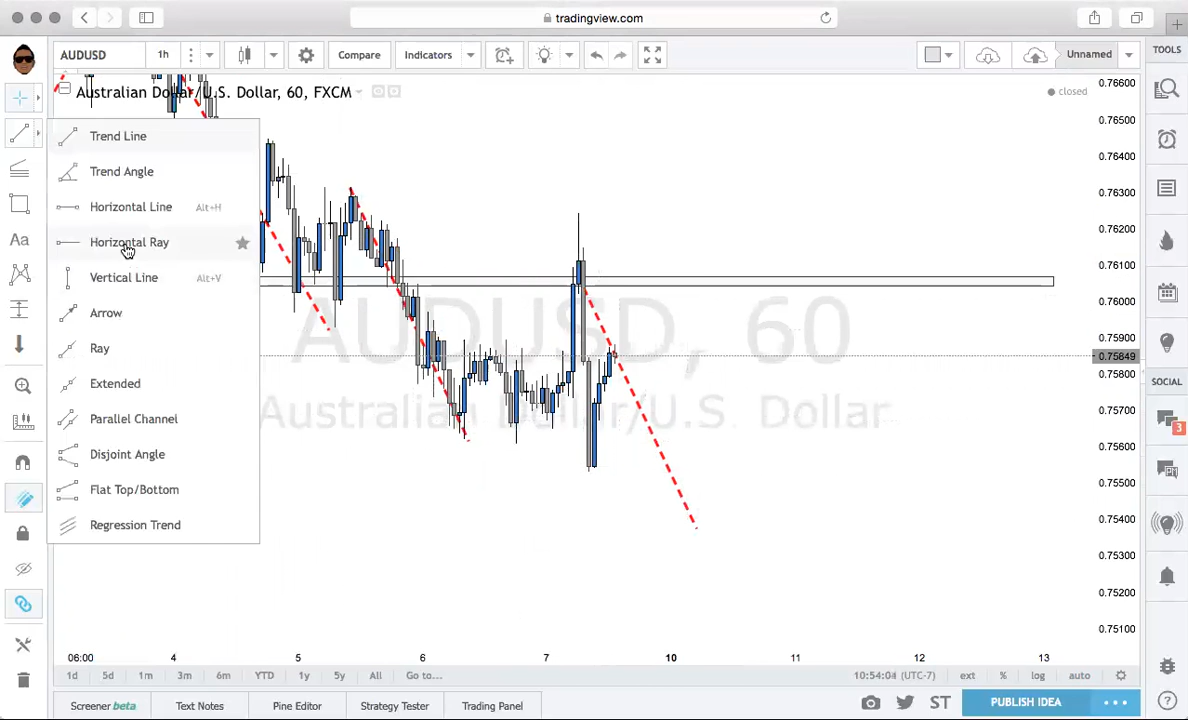 tradingview.com
AUDUSD 1h Compare Indicators Unnamed TOOLS
Australian Dollar/U.S. Dollar, 60, FXCM
closed
Trend Line
Trend Angle
Horizontal Line Alt+H
Horizontal Ray
Vertical Line Alt+V
Arrow
Ray
Extended
Parallel Channel
Disjoint Angle
Flat Top/Bottom
Regression Trend
Aa
AUDUSD, 60
Australian Dollar/U.S. Dollar
0.76600
0.76500
0.76400
0.76300
0.76200
0.76100
0.76000
0.75900
0.75849
0.75800
0.75700
0.75600
0.75500
0.75400
0.75300
0.75200
0.75100
SOCIAL
3
06:00 4 5 6 7 10 11 12 13
1d 5d 1m 3m 6m YTD 1y 5y All Go to... 10:54:04 (UTC-7) ext % log auto
Screener beta Text Notes Pine Editor Strategy Tester Trading Panel ST PUBLISH IDEA